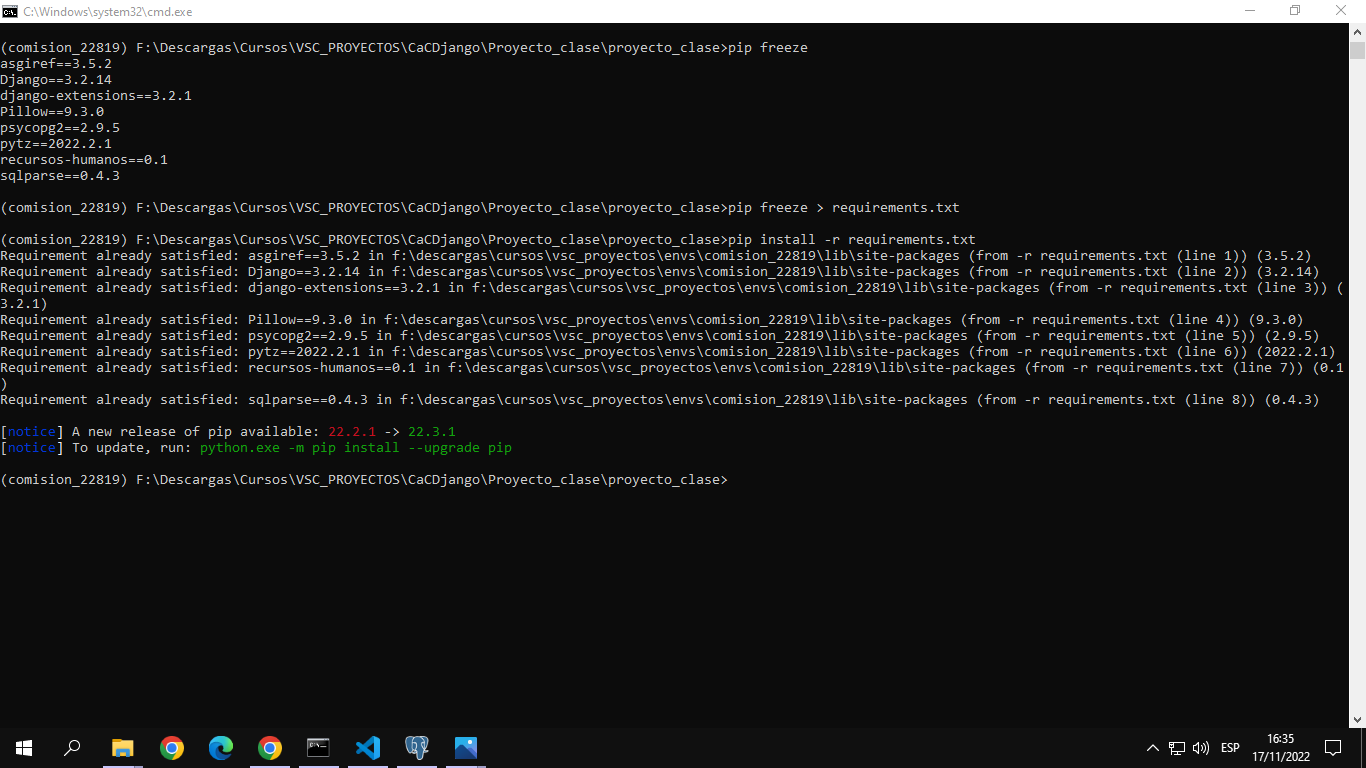 C:\Windows\system32\cmd.exe
(comision_22819) F:\Descargas\Cursos\VSC_PROYECTOS\CaCDjango\Proyecto_clase\proyecto_clase>pip freeze
asgiref==3.5.2
Django==3.2.14
django-extensions==3.2.1
Pillow==9.3.0
psycopg2==2.9.5
pytz==2022.2.1
recursos-humanos==0.1
sqlparse==0.4.3
(comision_22819) F:\Descargas\Cursos\VSC_PROYECTOS\CaCDjango\Proyecto_clase\proyecto_clase>pip freeze > requirements.txt
(comision_22819) F:\Descargas\Cursos\VSC_PROYECTOS\CaCDjango\Proyecto_clase\proyecto_clase>pip install -r requirements.txt
Requirement already satisfied: asgiref==3.5.2 in f:\descargas\cursos\vsc_proyectos\envs\comision_22819\lib\site-packages (from -r requirements.txt (line 1)) (3.5.2)
Requirement already satisfied: Django==3.2.14 in f:\descargas\cursos\vsc_proyectos\envs\comision_22819\lib\site-packages (from -r requirements.txt (line 2)) (3.2.14)
Requirement already satisfied: django-extensions==3.2.1 in f:\descargas\cursos\vsc_proyectos\envs\comision_22819\lib\site-packages (from -r requirements.txt (line 3)) (
3.2.1)
Requirement already satisfied: Pillow==9.3.0 in f:\descargas\cursos\vsc_proyectos\envs\comision_22819\lib\site-packages (from -r requirements.txt (line 4)) (9.3.0)
Requirement already satisfied: psycopg2==2.9.5 in f:\descargas\cursos\vsc_proyectos\envs\comision_22819\lib\site-packages (from -r requirements.txt (line 5)) (2.9.5)
Requirement already satisfied: pytz==2022.2.1 in f:\descargas\cursos\vsc_proyectos\envs\comision_22819\lib\site-packages (from -r requirements.txt (line 6)) (2022.2.1)
Requirement already satisfied: recursos-humanos==0.1 in f:\descargas\cursos\vsc_proyectos\envs\comision_22819\lib\site-packages (from -r requirements.txt (line 7)) (0.1
)
Requirement already satisfied: sqlparse==0.4.3 in f:\descargas\cursos\vsc_proyectos\envs\comision_22819\lib\site-packages (from -r requirements.txt (line 8)) (0.4.3)
[notice] A new release of pip available: 22.2.1 -> 22.3.1
[notice] To update, run: python.exe -m pip install --upgrade pip
(comision_22819) F:\Descargas\Cursos\VSC_PROYECTOS\CaCDjango\Proyecto_clase\proyecto_clase>
ESP
16:35
17/11/2022